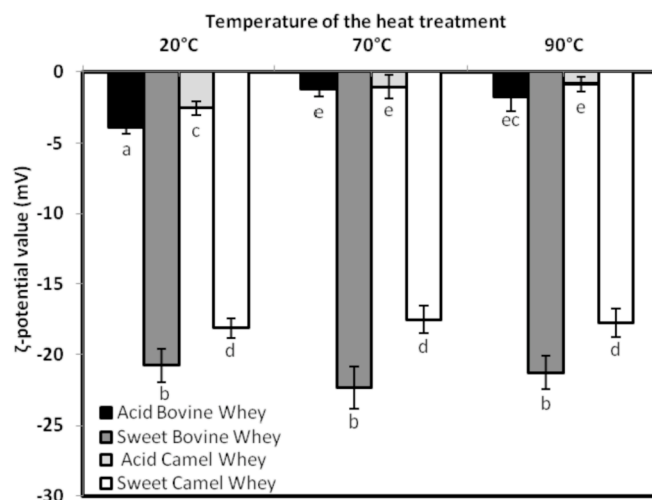 Temperature of the heat treatment
20°C 70°C 90°C
0
-5
-10
-15
-20
-25
-30
ζ-potential value (mV)
a
b
c
d
e
b
e
d
ec
b
e
d
Acid Bovine Whey
Sweet Bovine Whey
Acid Camel Whey
Sweet Camel Whey